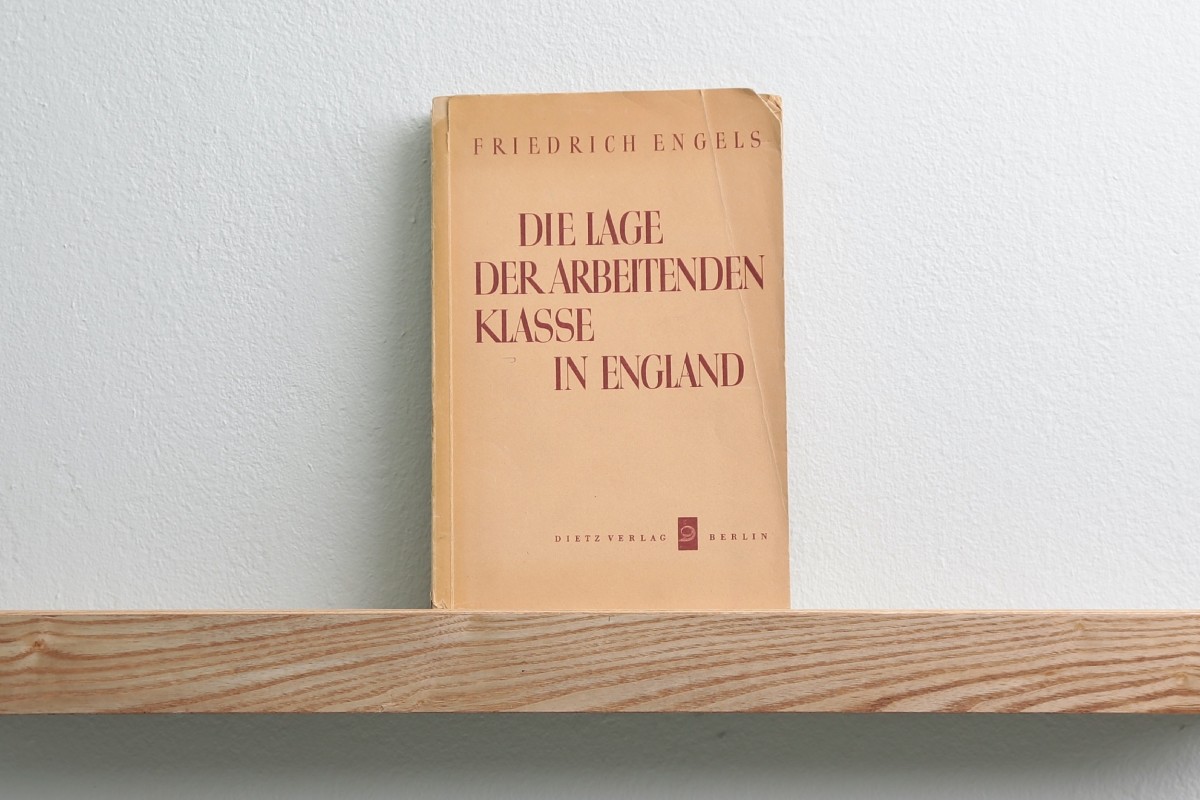 FRIEDRICH ENGELS
DIE LAGE
DER ARBEITENDEN
KLASSE
IN ENGLAND
DIETZ VERLAG BERLIN